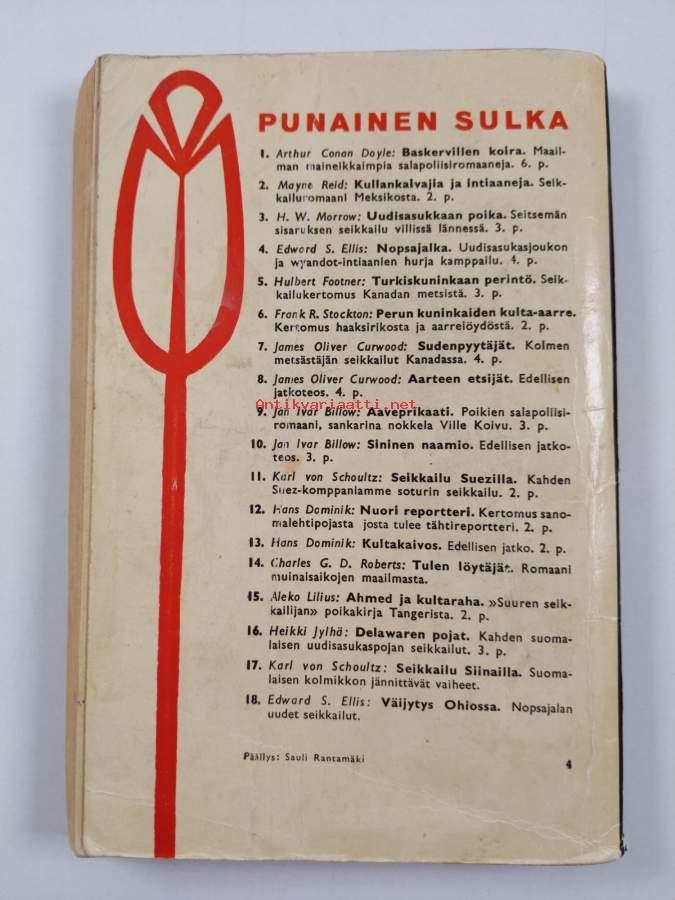 PUNAINEN SULKA
1. Arthur Conan Doyle: Baskervillen koira. Maail-
man maineikkaimpia salapoliisiromaaneja. 6. p.
2. Mayne Reid: Kullankaivajia ja intiaaneja. Seik-
kailuromaani Meksikosta. 2. p.
3. H. W. Morrow: Uudisasukkaan poika. Seitsemän
sisaruksen seikkailu villissä lännessä. 3. p.
4. Edward S. Ellis: Nopsajalka. Uudisasukasjoukon
ja wyandot-intiaanien hurja kamppailu. 4. p.
5. Hulbert Footner: Turkiskuninkaan perintö. Seik-
kailukertomus Kanadan metsistä. 3. p.
6. Frank R. Stockton: Perun kuninkaiden kulta-aarre.
Kertomus haaksirikosta ja aarrelöydöstä. 2. p.
7. James Oliver Curwood: Sudenpyytäjät. Kolmen
metsästäjän seikkailut Kanadassa. 4. p.
8. James Oliver Curwood: Aarteen etsijät. Edellisen
jatkoteos. 4. p.
Antikvariaatti.net
9. Jan Ivar Billow: Aaveprikaati. Poikien salapoliisi-
romaani, sankarina nokkela Ville Koivu. 3. p.
10. Jan Ivar Billow: Sininen naamio. Edellisen jatko-
teos. 3. p.
11. Karl von Schoultz: Seikkailu Suezilla. Kahden
Suez-komppaniamme soturin seikkailu. 2. p.
12. Hans Dominik: Nuori reportteri. Kertomus sano-
malehtipojasta josta tulee tähtireportteri. 2. p.
13. Hans Dominik: Kultakaivos. Edellisen jatko. 2. p.
14. Charles G. D. Roberts: Tulen löytäjät. Romaani
muinaisaikojen maailmasta.
15. Aleko Lilius: Ahmed ja kultaraha. »Suuren seik-
kailijan» poikakirja Tangerista. 2. p.
16. Heikki Jylhä: Delawaren pojat. Kahden suoma-
laisen uudisasukaspojan seikkailut. 3. p.
17. Karl von Schoultz: Seikkailu Siinailla. Suoma-
laisen kolmikon jännittävät vaiheet.
18. Edward S. Ellis: Väijytys Ohiossa. Nopsajalan
uudet seikkailut.
Päällys: Sauli Rantamäki 4